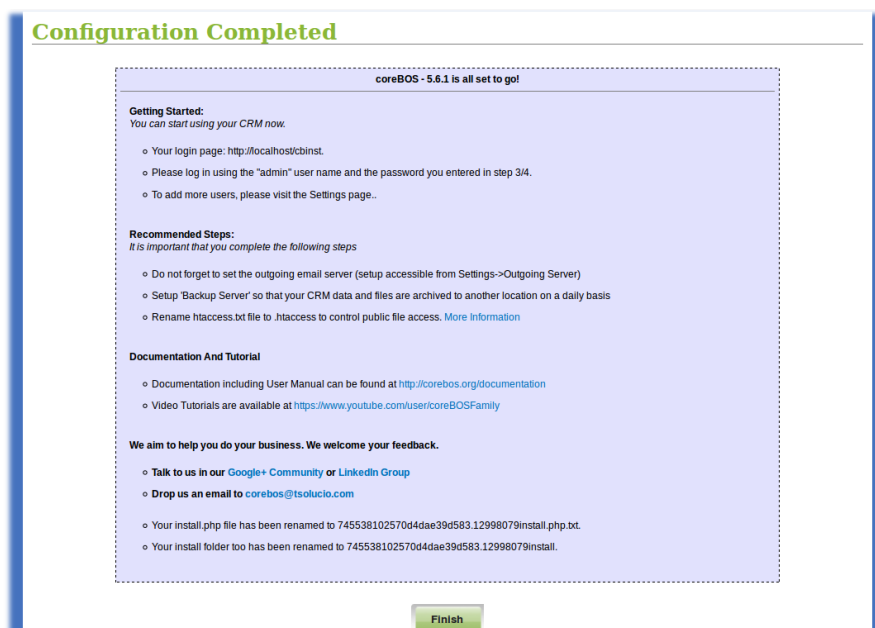 Configuration Completed
coreBOS - 5.6.1 is all set to go!
Getting Started:
You can start using your CRM now.
Your login page: http://localhost/cbinst.
Please log in using the "admin" user name and the password you entered in step 3/4.
To add more users, please visit the Settings page..
Recommended Steps:
It is important that you complete the following steps
Do not forget to set the outgoing email server (setup accessible from Settings->Outgoing Server)
Setup 'Backup Server' so that your CRM data and files are archived to another location on a daily basis
Rename htaccess.txt file to .htaccess to control public file access. More Information
Documentation And Tutorial
Documentation including User Manual can be found at http://corebos.org/documentation
Video Tutorials are available at https://www.youtube.com/user/coreBOSFamily
We aim to help you do your business. We welcome your feedback.
Talk to us in our Google+ Community or LinkedIn Group
Drop us an email to corebos@tsolucio.com
Your install.php file has been renamed to 745538102570d4dae39d583.12998079install.php.txt.
Your install folder too has been renamed to 745538102570d4dae39d583.12998079install.
Finish